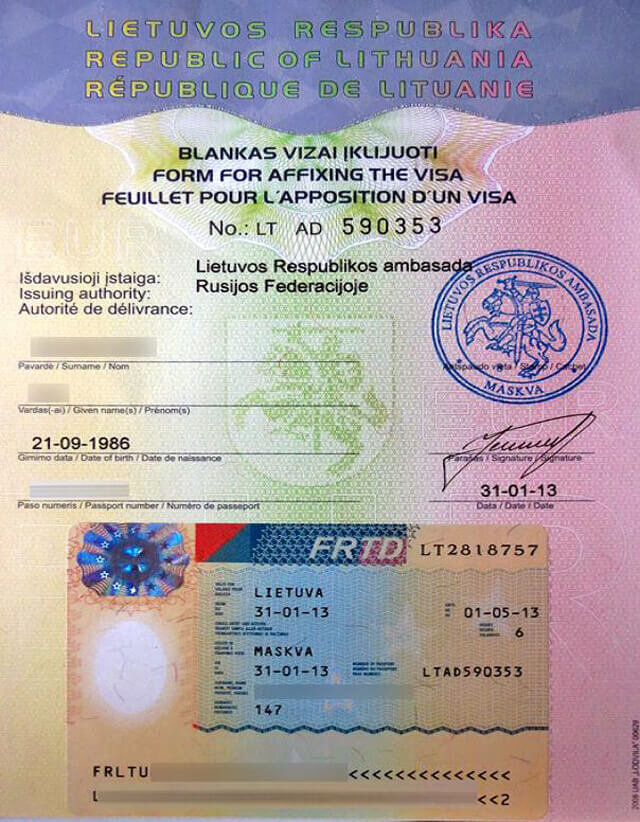 LIETUVOS RESPUBLIKA
REPUBLIC OF LITHUANIA
RÉPUBLIQUE DE LITUANIE
BLANKAS VIZAI ĮKLIJUOTI
FORM FOR AFFIXING THE VISA
FEUILLET POUR L'APPOSITION D'UN VISA
No.: LT AD 590353
Išdavusioji įstaiga:
Issuing authority:
Autorité de délivrance:
Lietuvos Respublikos ambasada
Rusijos Federacijoje
LIETUVOS RESPUBLIKOS AMBASADA
MASKVA
Antspaudo vieta / Stamp / Cachet
Pavardė / Surname / Nom
Vardas(-ai) / Given name(s) / Prénom(s)
21-09-1986
Gimimo data / Date of birth / Date de naissance
Parašas / Signature / Signature
31-01-13
Data / Date / Date
Paso numeris / Passport number / Numéro de passeport
FRTD LT2818757
LIETUVA
31-01-13 01-05-13
6
MASKVA
31-01-13 LTAD590353
147
FRLTU <<<<<<<<<<<<<<
L <<2